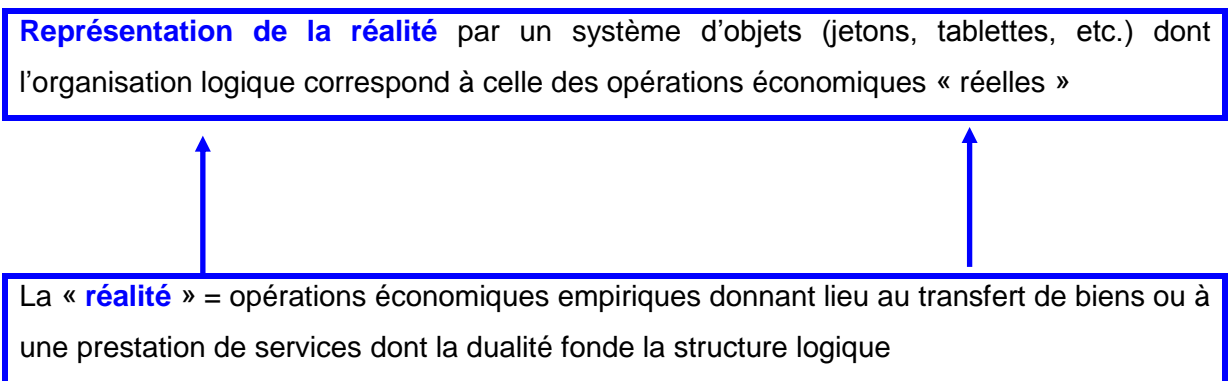 Représentation de la réalité par un système d’objets (jetons, tablettes, etc.) dont
l’organisation logique correspond à celle des opérations économiques « réelles »
La « réalité » = opérations économiques empiriques donnant lieu au transfert de biens ou à
une prestation de services dont la dualité fonde la structure logique